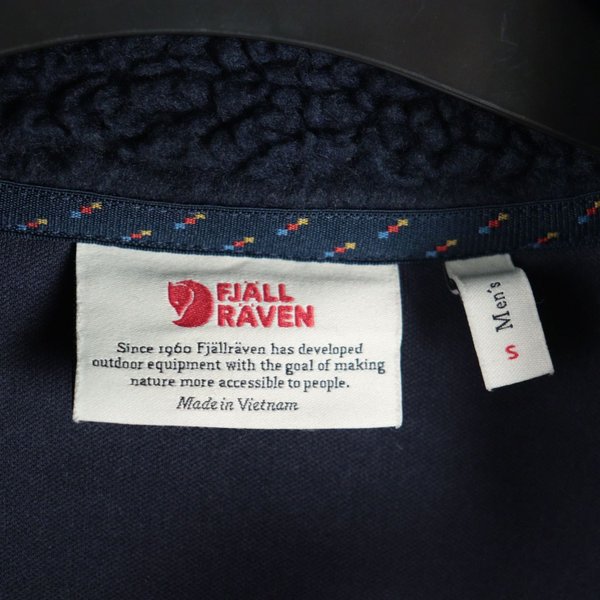 FJÄLL
RÄVEN
Since 1960 Fjällräven has developed
outdoor equipment with the goal of making
nature more accessible to people.
Made in Vietnam
Men's
S